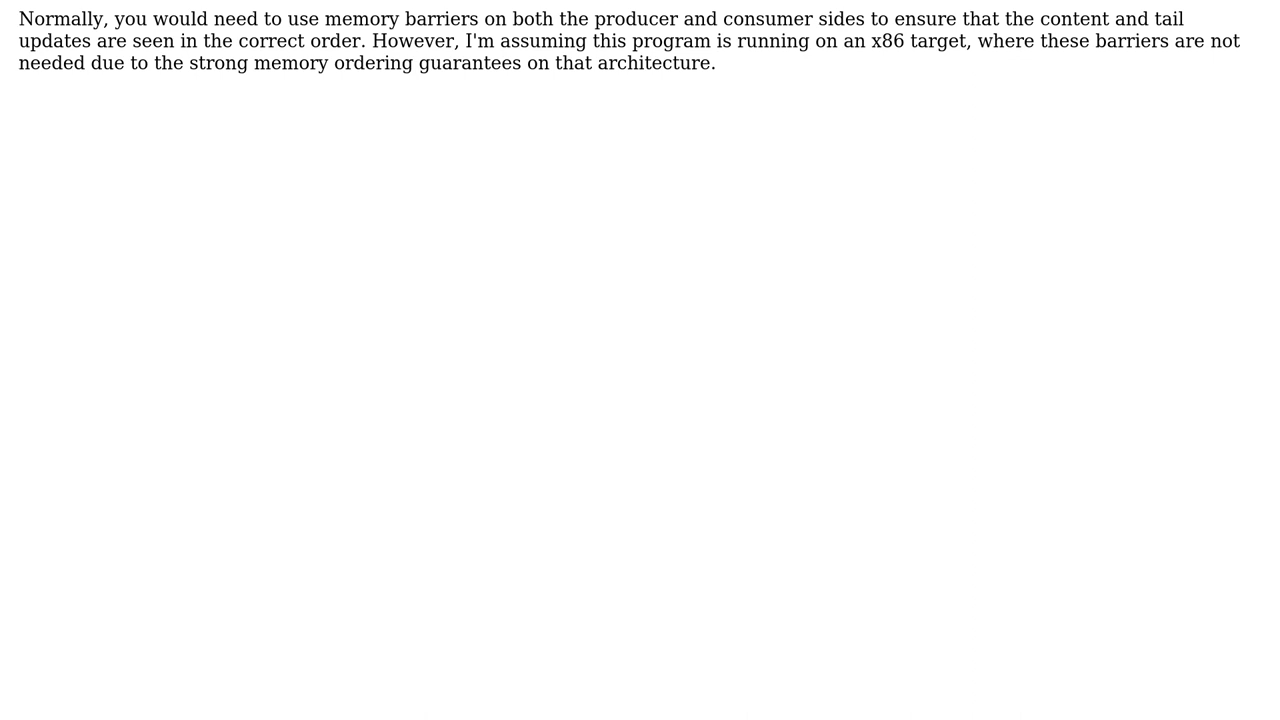 Normally, you would need to use memory barriers on both the producer and consumer sides to ensure that the content and tail
updates are seen in the correct order. However, I'm assuming this program is running on an x86 target, where these barriers are not
needed due to the strong memory ordering guarantees on that architecture.